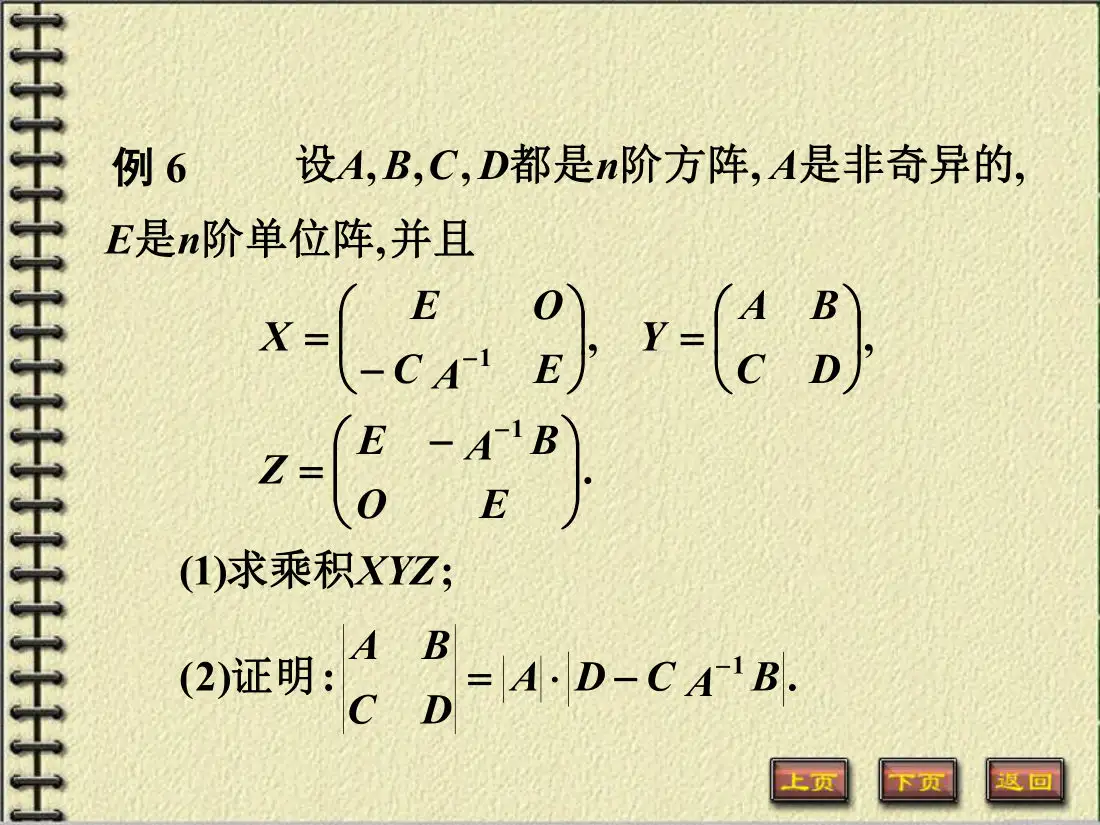 例 6 设A, B, C, D都是n阶方阵, A是非奇异的,
E是n阶单位阵,并且
X = ( E O ; − C A⁻¹ E ), Y = ( A B ; C D ),
Z = ( E − A⁻¹ B ; O E ).
(1)求乘积XYZ;
(2)证明: | A B ; C D | = |A| · |D − C A⁻¹ B|.
上页 下页 返回